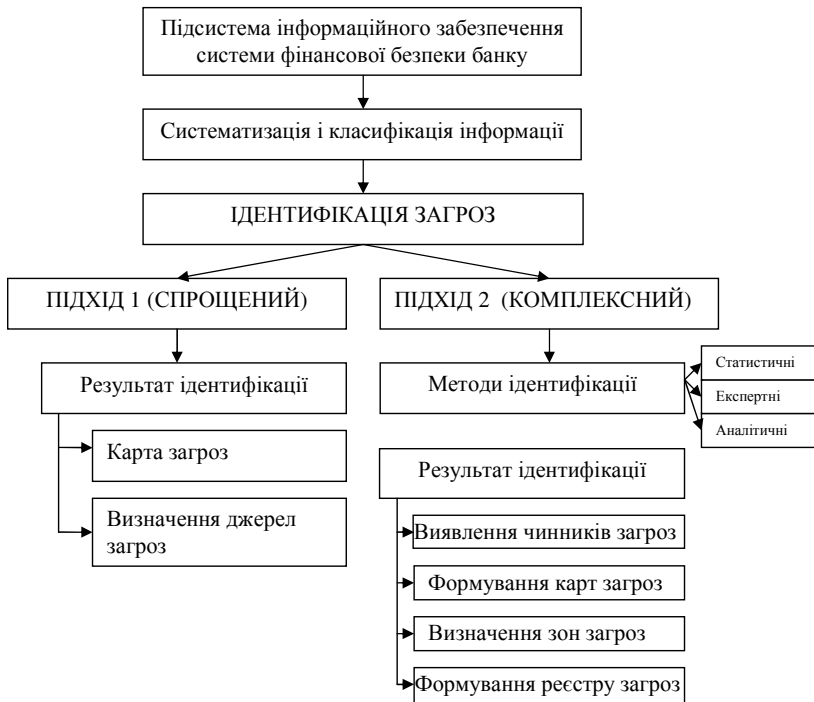 Підсистема інформаційного забезпечення
системи фінансової безпеки банку
Систематизація і класифікація інформації
ІДЕНТИФІКАЦІЯ ЗАГРОЗ
ПІДХІД 1 (СПРОЩЕНИЙ)
Результат ідентифікації
Карта загроз
Визначення джерел
загроз
ПІДХІД 2 (КОМПЛЕКСНИЙ)
Методи ідентифікації
Статистичні
Експертні
Аналітичні
Результат ідентифікації
Виявлення чинників загроз
Формування карт загроз
Визначення зон загроз
Формування реєстру загроз